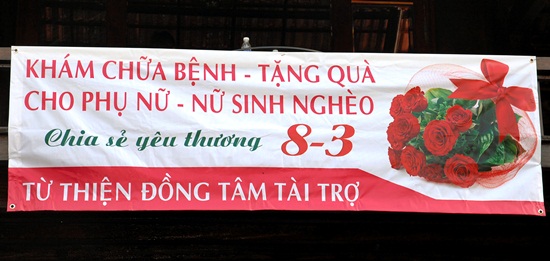 KHÁM CHỮA BỆNH - TẶNG QUÀ
CHO PHỤ NỮ - NỮ SINH NGHÈO
Chia sẻ yêu thương 8-3
TỪ THIỆN ĐỒNG TÂM TÀI TRỢ